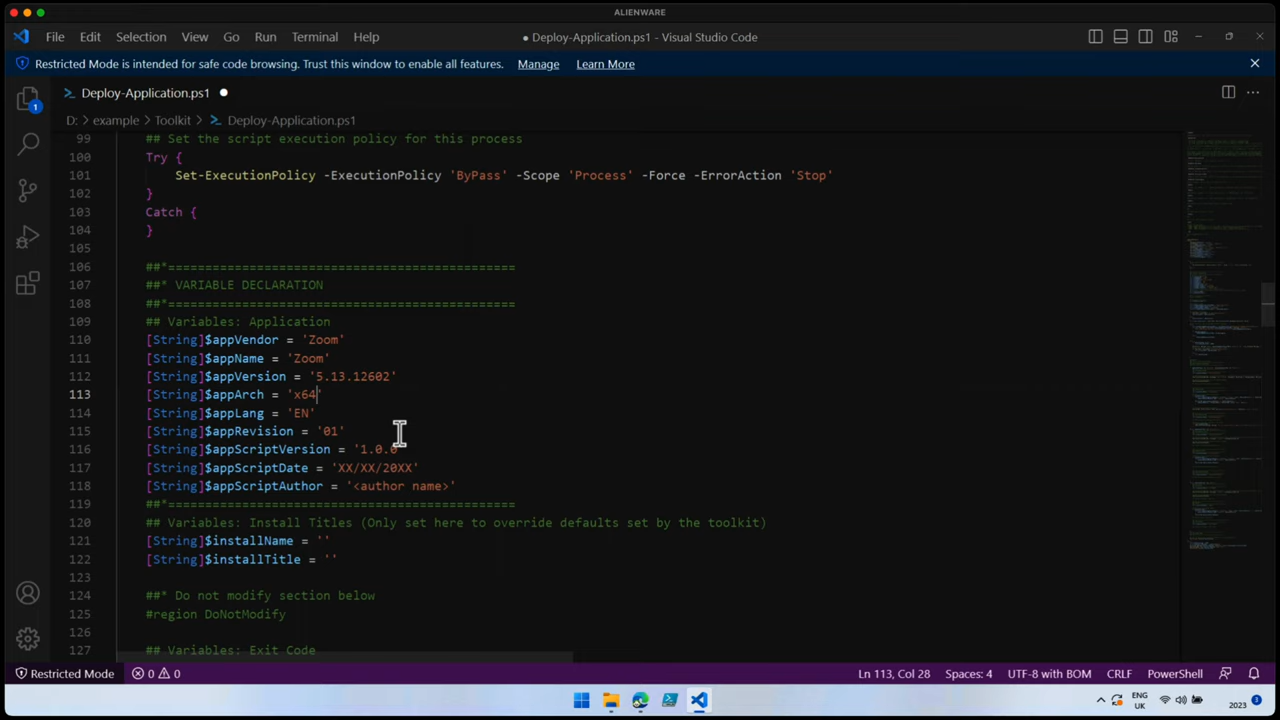 ALIENWARE
File Edit Selection View Go Run Terminal Help
● Deploy-Application.ps1 - Visual Studio Code
Restricted Mode is intended for safe code browsing. Trust this window to enable all features. Manage Learn More
Deploy-Application.ps1
D: > example > Toolkit > Deploy-Application.ps1
99 ## Set the script execution policy for this process
100 Try {
101 Set-ExecutionPolicy -ExecutionPolicy 'ByPass' -Scope 'Process' -Force -ErrorAction 'Stop'
102 }
103 Catch {
104 }
105
106 ##*===============================================
107 ##* VARIABLE DECLARATION
108 ##*===============================================
109 ## Variables: Application
110 [String]$appVendor = 'Zoom'
111 [String]$appName = 'Zoom'
112 [String]$appVersion = '5.13.12602'
113 [String]$appArch = 'x64'
114 [String]$appLang = 'EN'
115 [String]$appRevision = '01'
116 [String]$appScriptVersion = '1.0.0'
117 [String]$appScriptDate = 'XX/XX/20XX'
118 [String]$appScriptAuthor = '<author name>'
119 ##*===============================================
120 ## Variables: Install Titles (Only set here to override defaults set by the toolkit)
121 [String]$installName = ''
122 [String]$installTitle = ''
123
124 ##* Do not modify section below
125 #region DoNotModify
126
127 ## Variables: Exit Code
1
Restricted Mode 0 0 Ln 113, Col 28 Spaces: 4 UTF-8 with BOM CRLF PowerShell
ENG
UK
2023
3